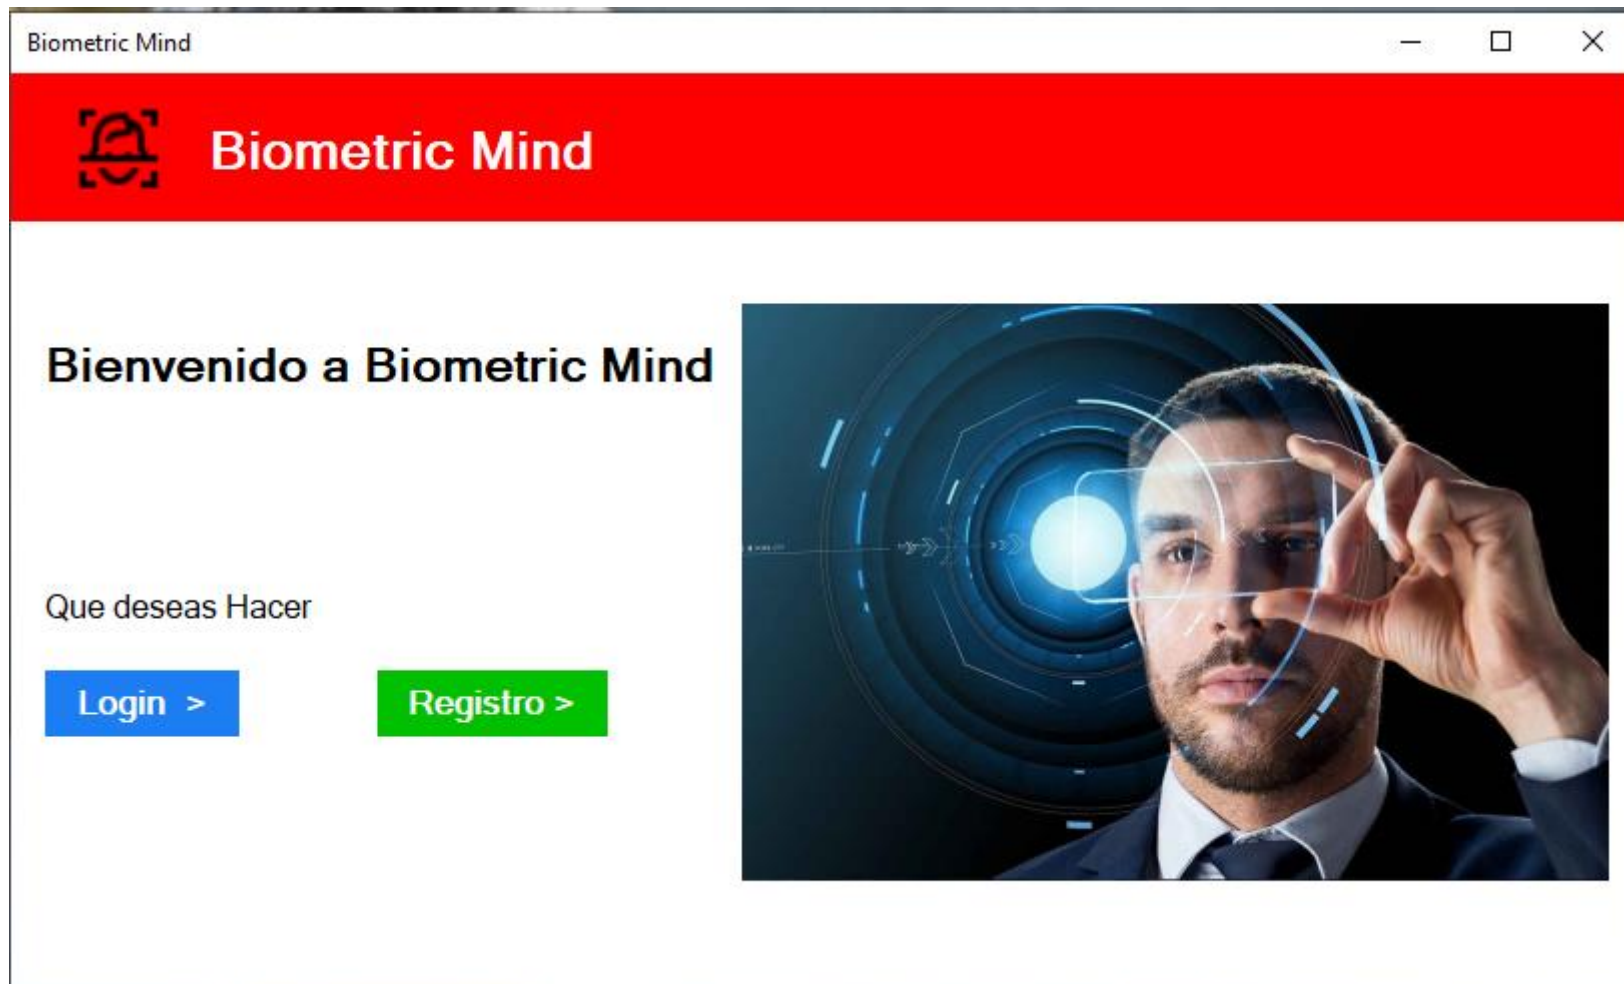 Biometric Mind
Biometric Mind
Bienvenido a Biometric Mind
Que deseas Hacer
Login >
Registro >